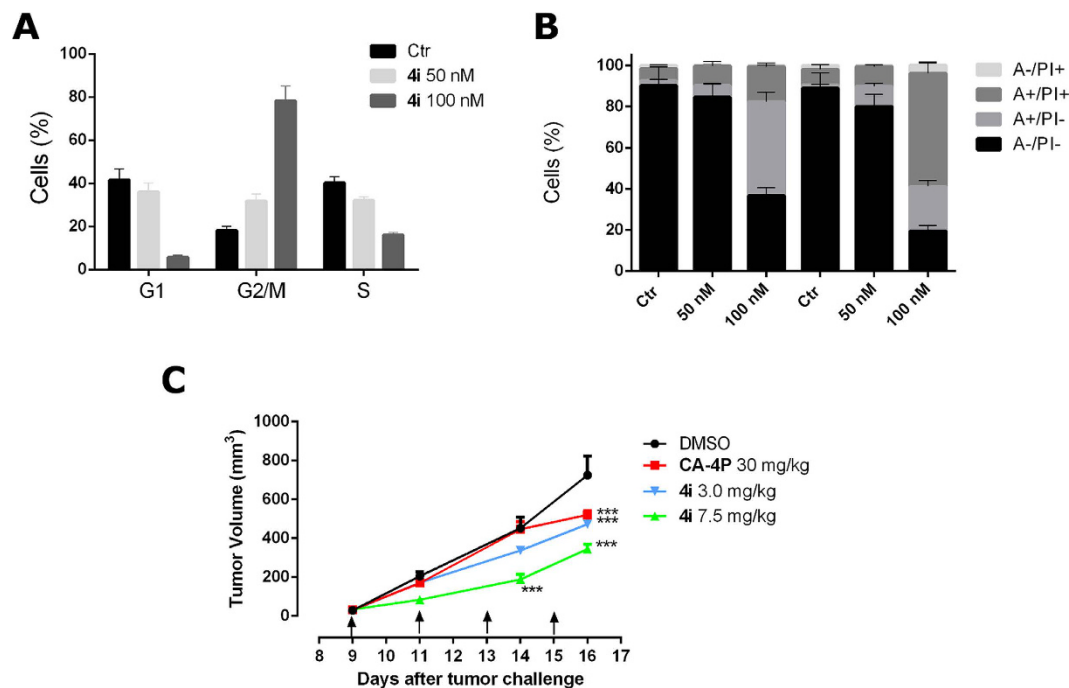 A
Cells (%)
100
80
60
40
20
0
G1
G2/M
S
Ctr
4i 50 nM
4i 100 nM
B
Cells (%)
100
80
60
40
20
0
Ctr
50 nM
100 nM
Ctr
50 nM
100 nM
A-/PI+
A+/PI+
A+/PI-
A-/PI-
C
Tumor Volume (mm³)
1000
800
600
400
200
0
***
***
***
***
8 9 10 11 12 13 14 15 16 17
Days after tumor challenge
DMSO
CA-4P 30 mg/kg
4i 3.0 mg/kg
4i 7.5 mg/kg